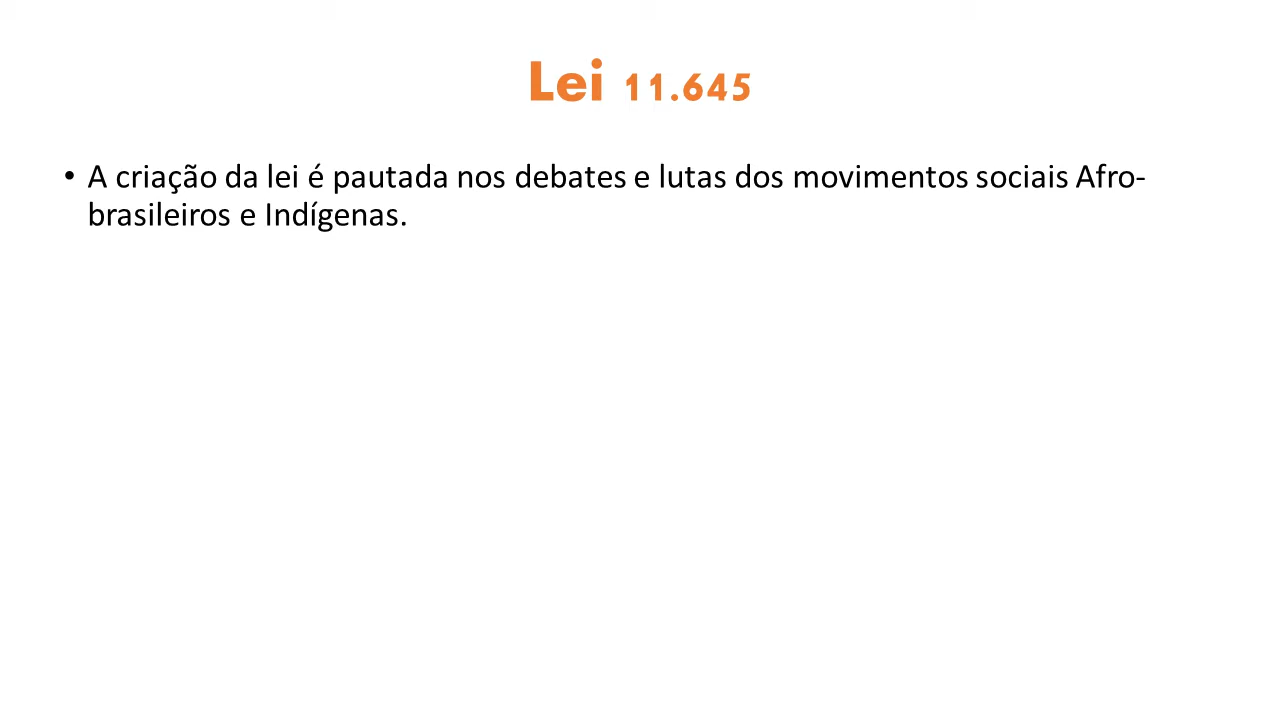 Lei 11.645
• A criação da lei é pautada nos debates e lutas dos movimentos sociais Afro-
brasileiros e Indígenas.